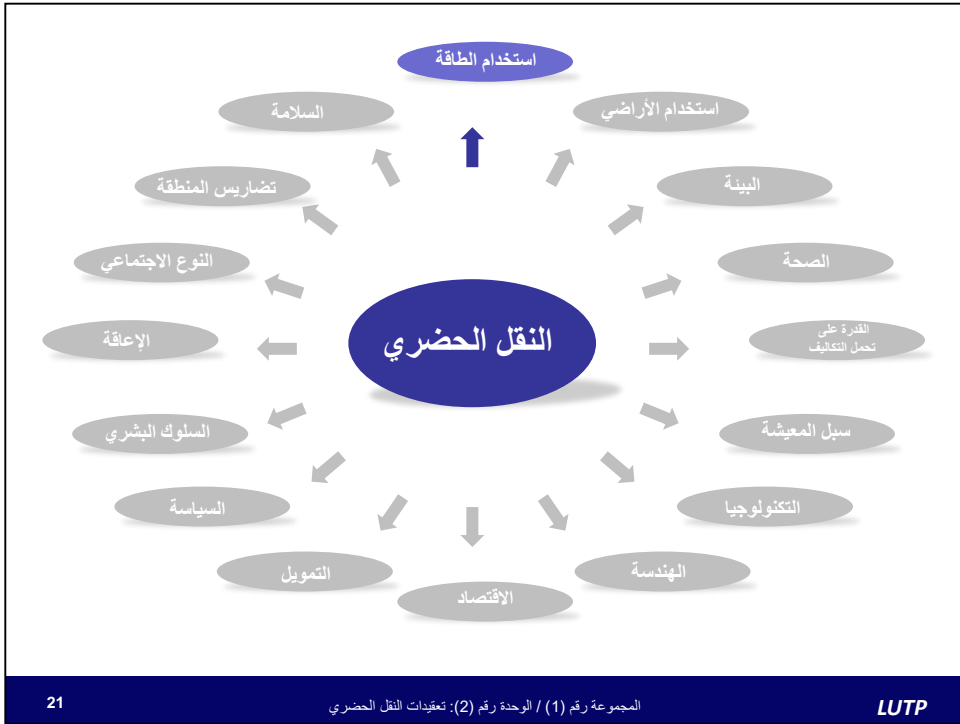 استخدام الطاقة
استخدام الأراضي
السلامة
البيئة
تضاريس المنطقة
الصحة
النوع الاجتماعي
القدرة على
تحمل التكاليف
النقل الحضري
الإعاقة
سبل المعيشة
السلوك البشري
التكنولوجيا
السياسة
الهندسة
التمويل
الاقتصاد
21
المجموعة رقم (1) / الوحدة رقم (2): تعقيدات النقل الحضري
LUTP